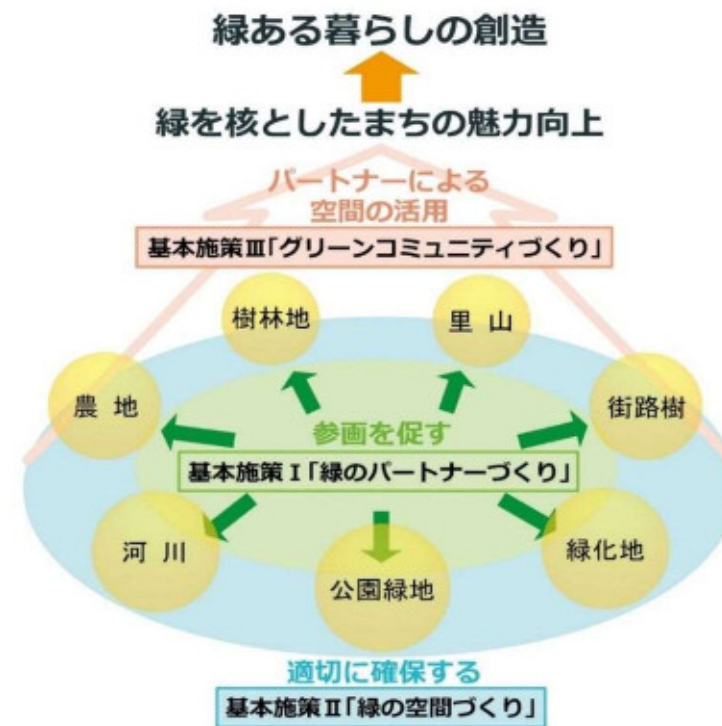 緑ある暮らしの創造
緑を核としたまちの魅力向上
パートナーによる
空間の活用
基本施策Ⅲ「グリーンコミュニティづくり」
樹林地
里 山
農 地
街路樹
参画を促す
基本施策Ⅰ「緑のパートナーづくり」
河 川
緑化地
公園緑地
適切に確保する
基本施策Ⅱ「緑の空間づくり」